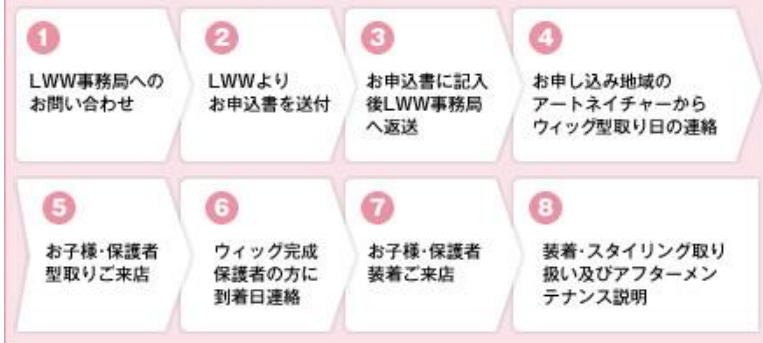 1
LWW事務局への
お問い合わせ
2
LWWより
お申込書を送付
3
お申込書に記入
後LWW事務局
へ返送
4
お申し込み地域の
アートネイチャーから
ウィッグ型取り日の連絡
5
お子様・保護者
型取りご来店
6
ウィッグ完成
保護者の方に
到着日連絡
7
お子様・保護者
装着ご来店
8
装着・スタイリング取り
扱い及びアフターメン
テナンス説明